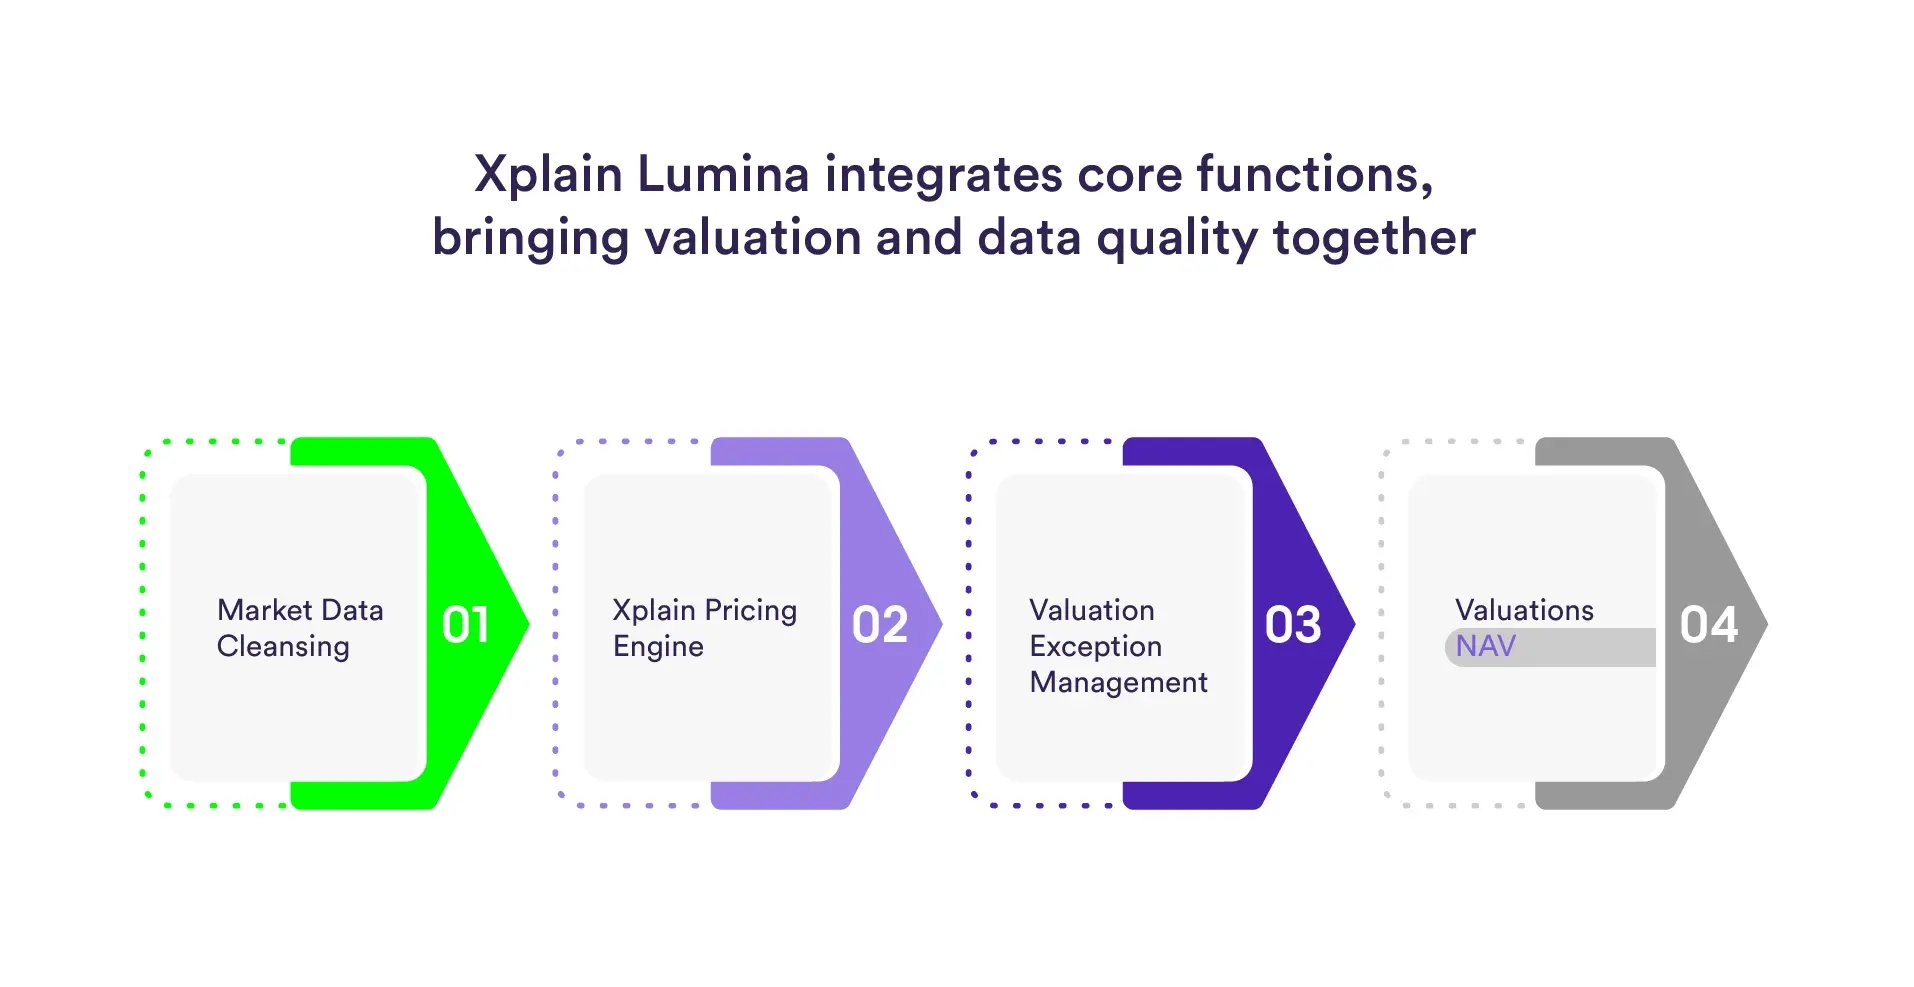 Xplain Lumina integrates core functions,
bringing valuation and data quality together
Market Data
Cleansing
01
Xplain Pricing
Engine
02
Valuation
Exception
Management
03
Valuations
NAV
04